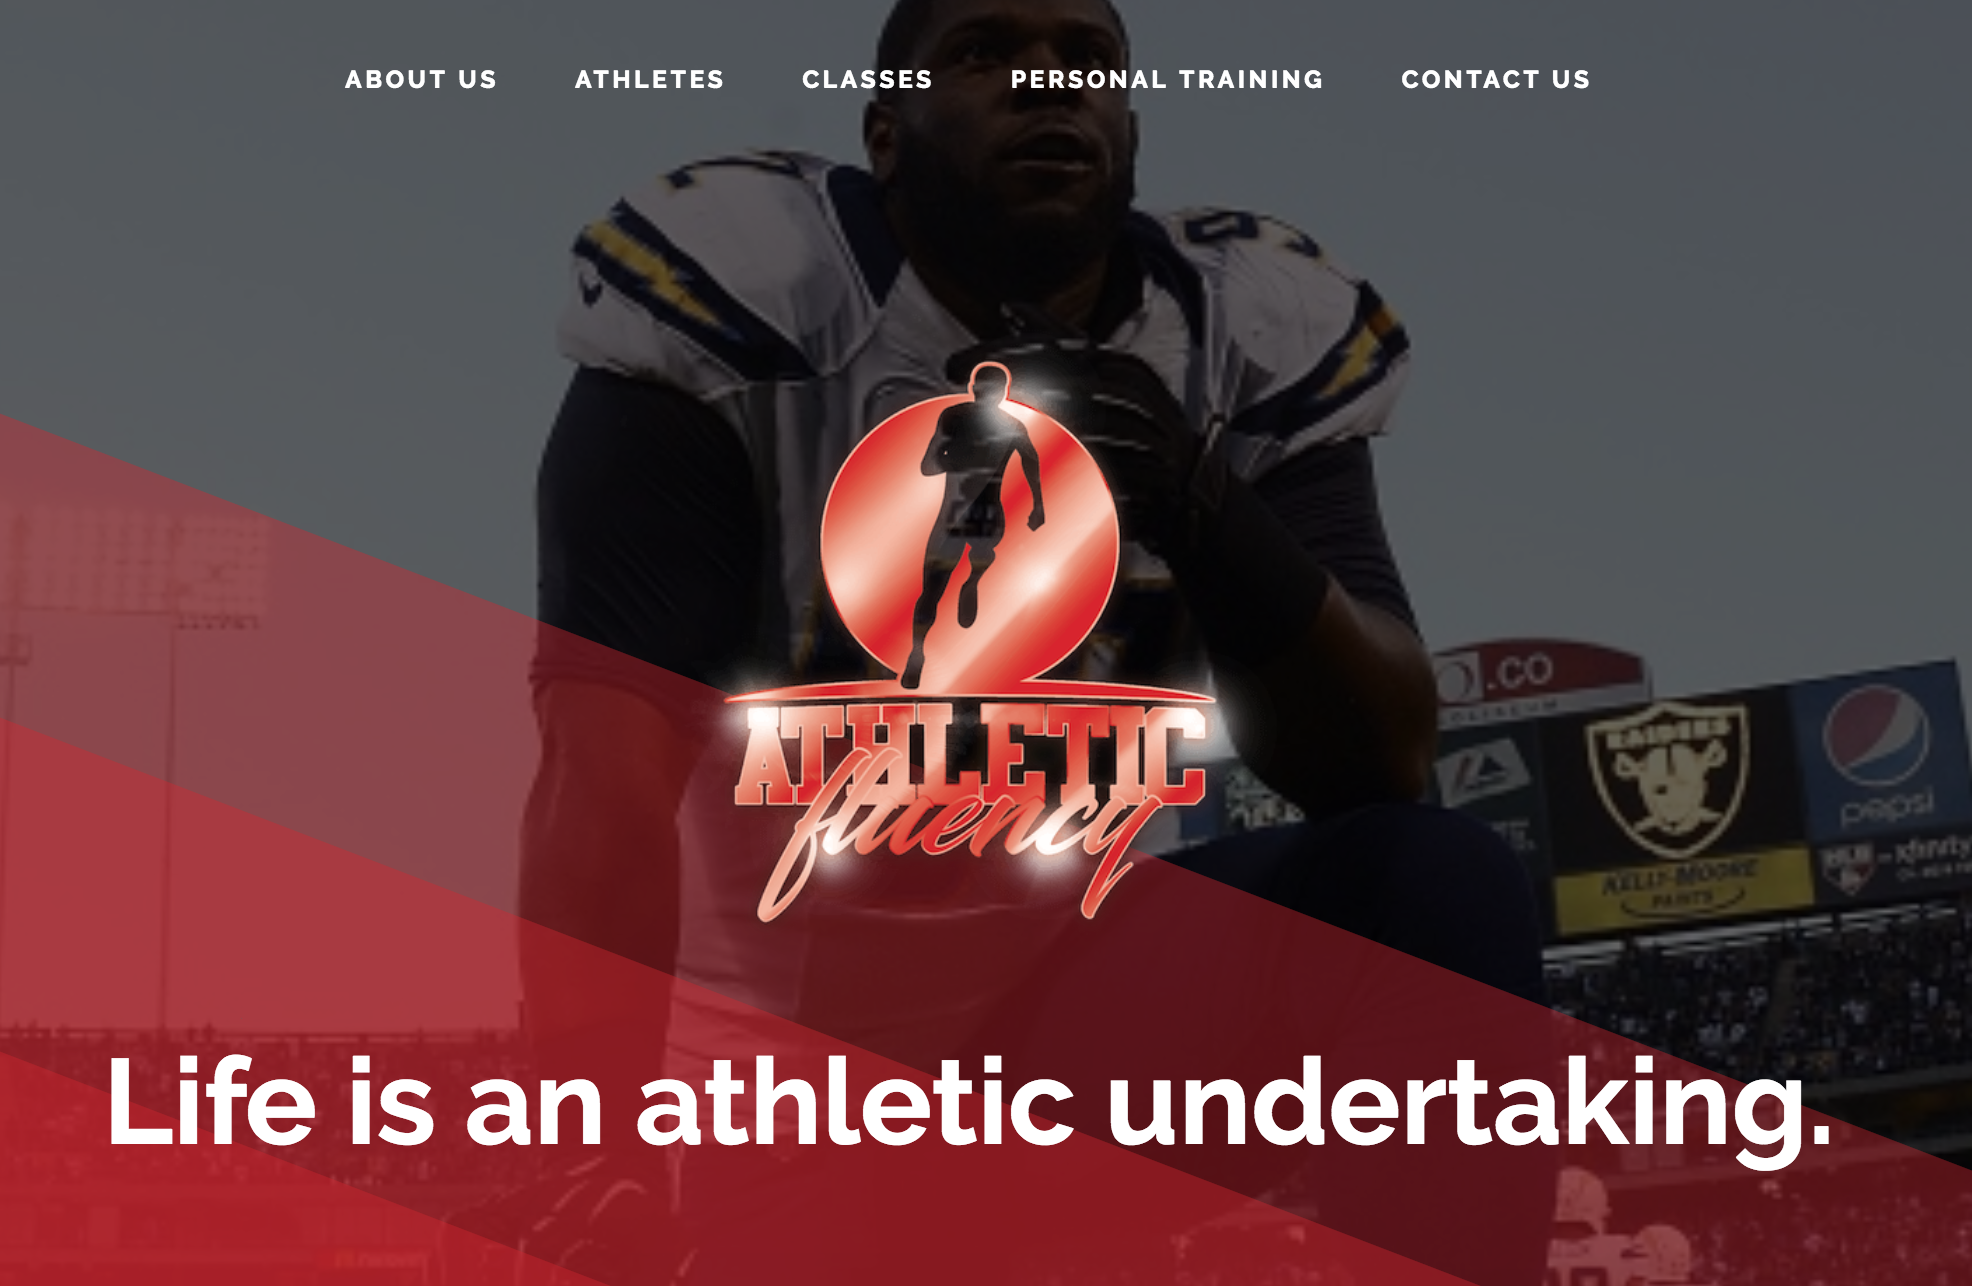 ABOUT US ATHLETES CLASSES PERSONAL TRAINING CONTACT US
.CO
RAIDERS
pepsi
KELLY-MOORE
PAINTS
xfinity
ATHLETIC
fluency
Life is an athletic undertaking.